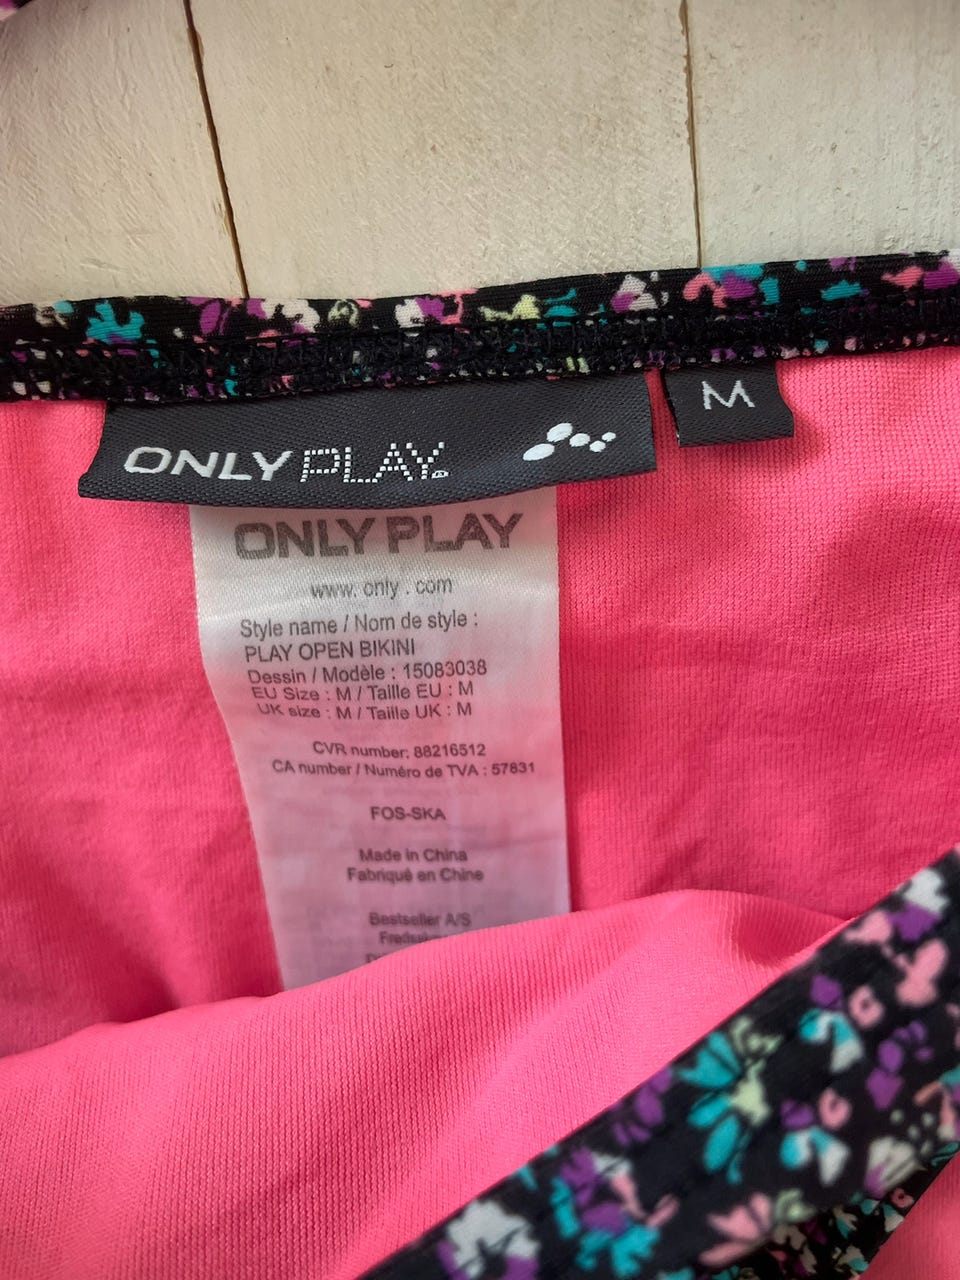 ONLY PLAY
M
ONLY PLAY
www. only . com
Style name / Nom de style :
PLAY OPEN BIKINI
Dessin / Modèle : 15083038
EU Size : M / Taille EU : M
UK size : M / Taille UK : M
CVR number: 88216512
CA number / Numéro de TVA : 57831
FOS-SKA
Made in China
Fabriqué en Chine
Bestseller A/S